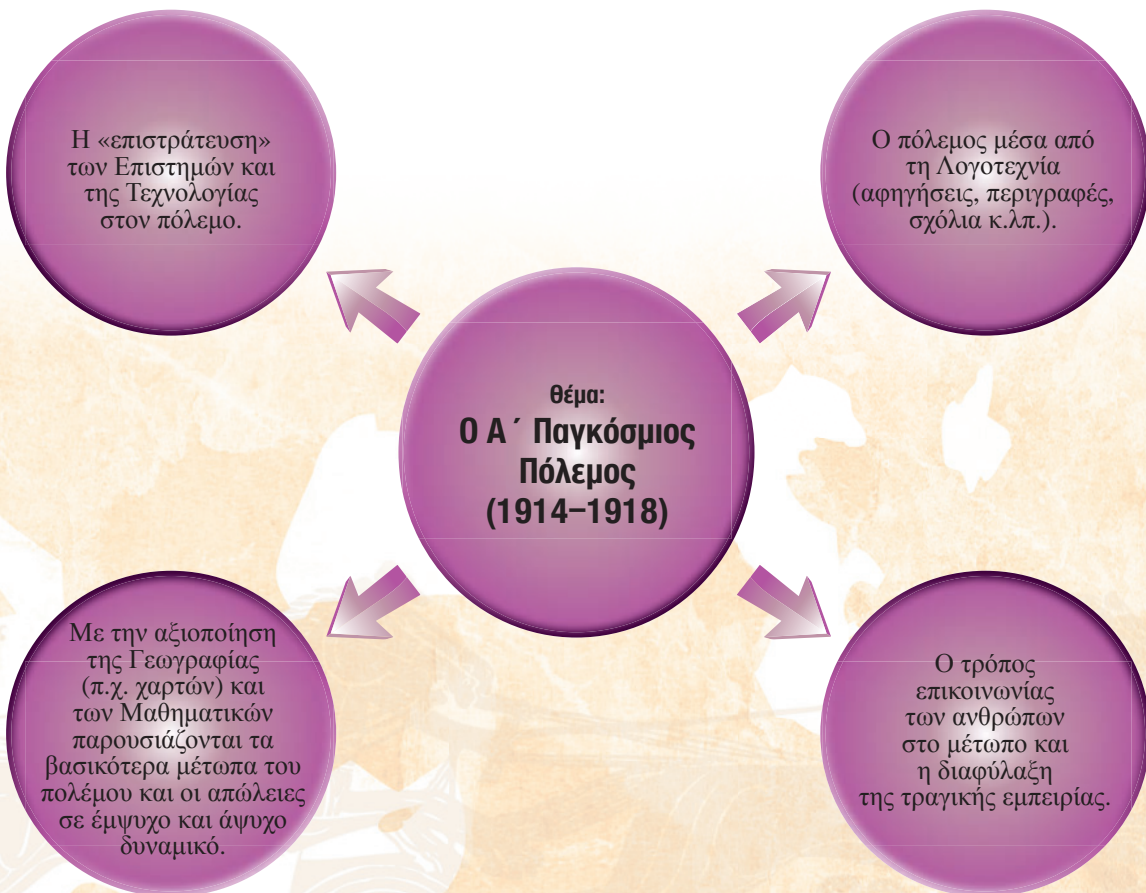 Η «επιστράτευση»
των Επιστημών και
της Τεχνολογίας
στον πόλεμο.
Ο πόλεμος μέσα από
τη Λογοτεχνία
(αφηγήσεις, περιγραφές,
σχόλια κ.λπ.).
θέμα:
Ο Α ΄ Παγκόσμιος
Πόλεμος
(1914–1918)
Με την αξιοποίηση
της Γεωγραφίας
(π.χ. χαρτών) και
των Μαθηματικών
παρουσιάζονται τα
βασικότερα μέτωπα του
πολέμου και οι απώλειες
σε έμψυχο και άψυχο
δυναμικό.
Ο τρόπος
επικοινωνίας
των ανθρώπων
στο μέτωπο και
η διαφύλαξη
της τραγικής εμπειρίας.